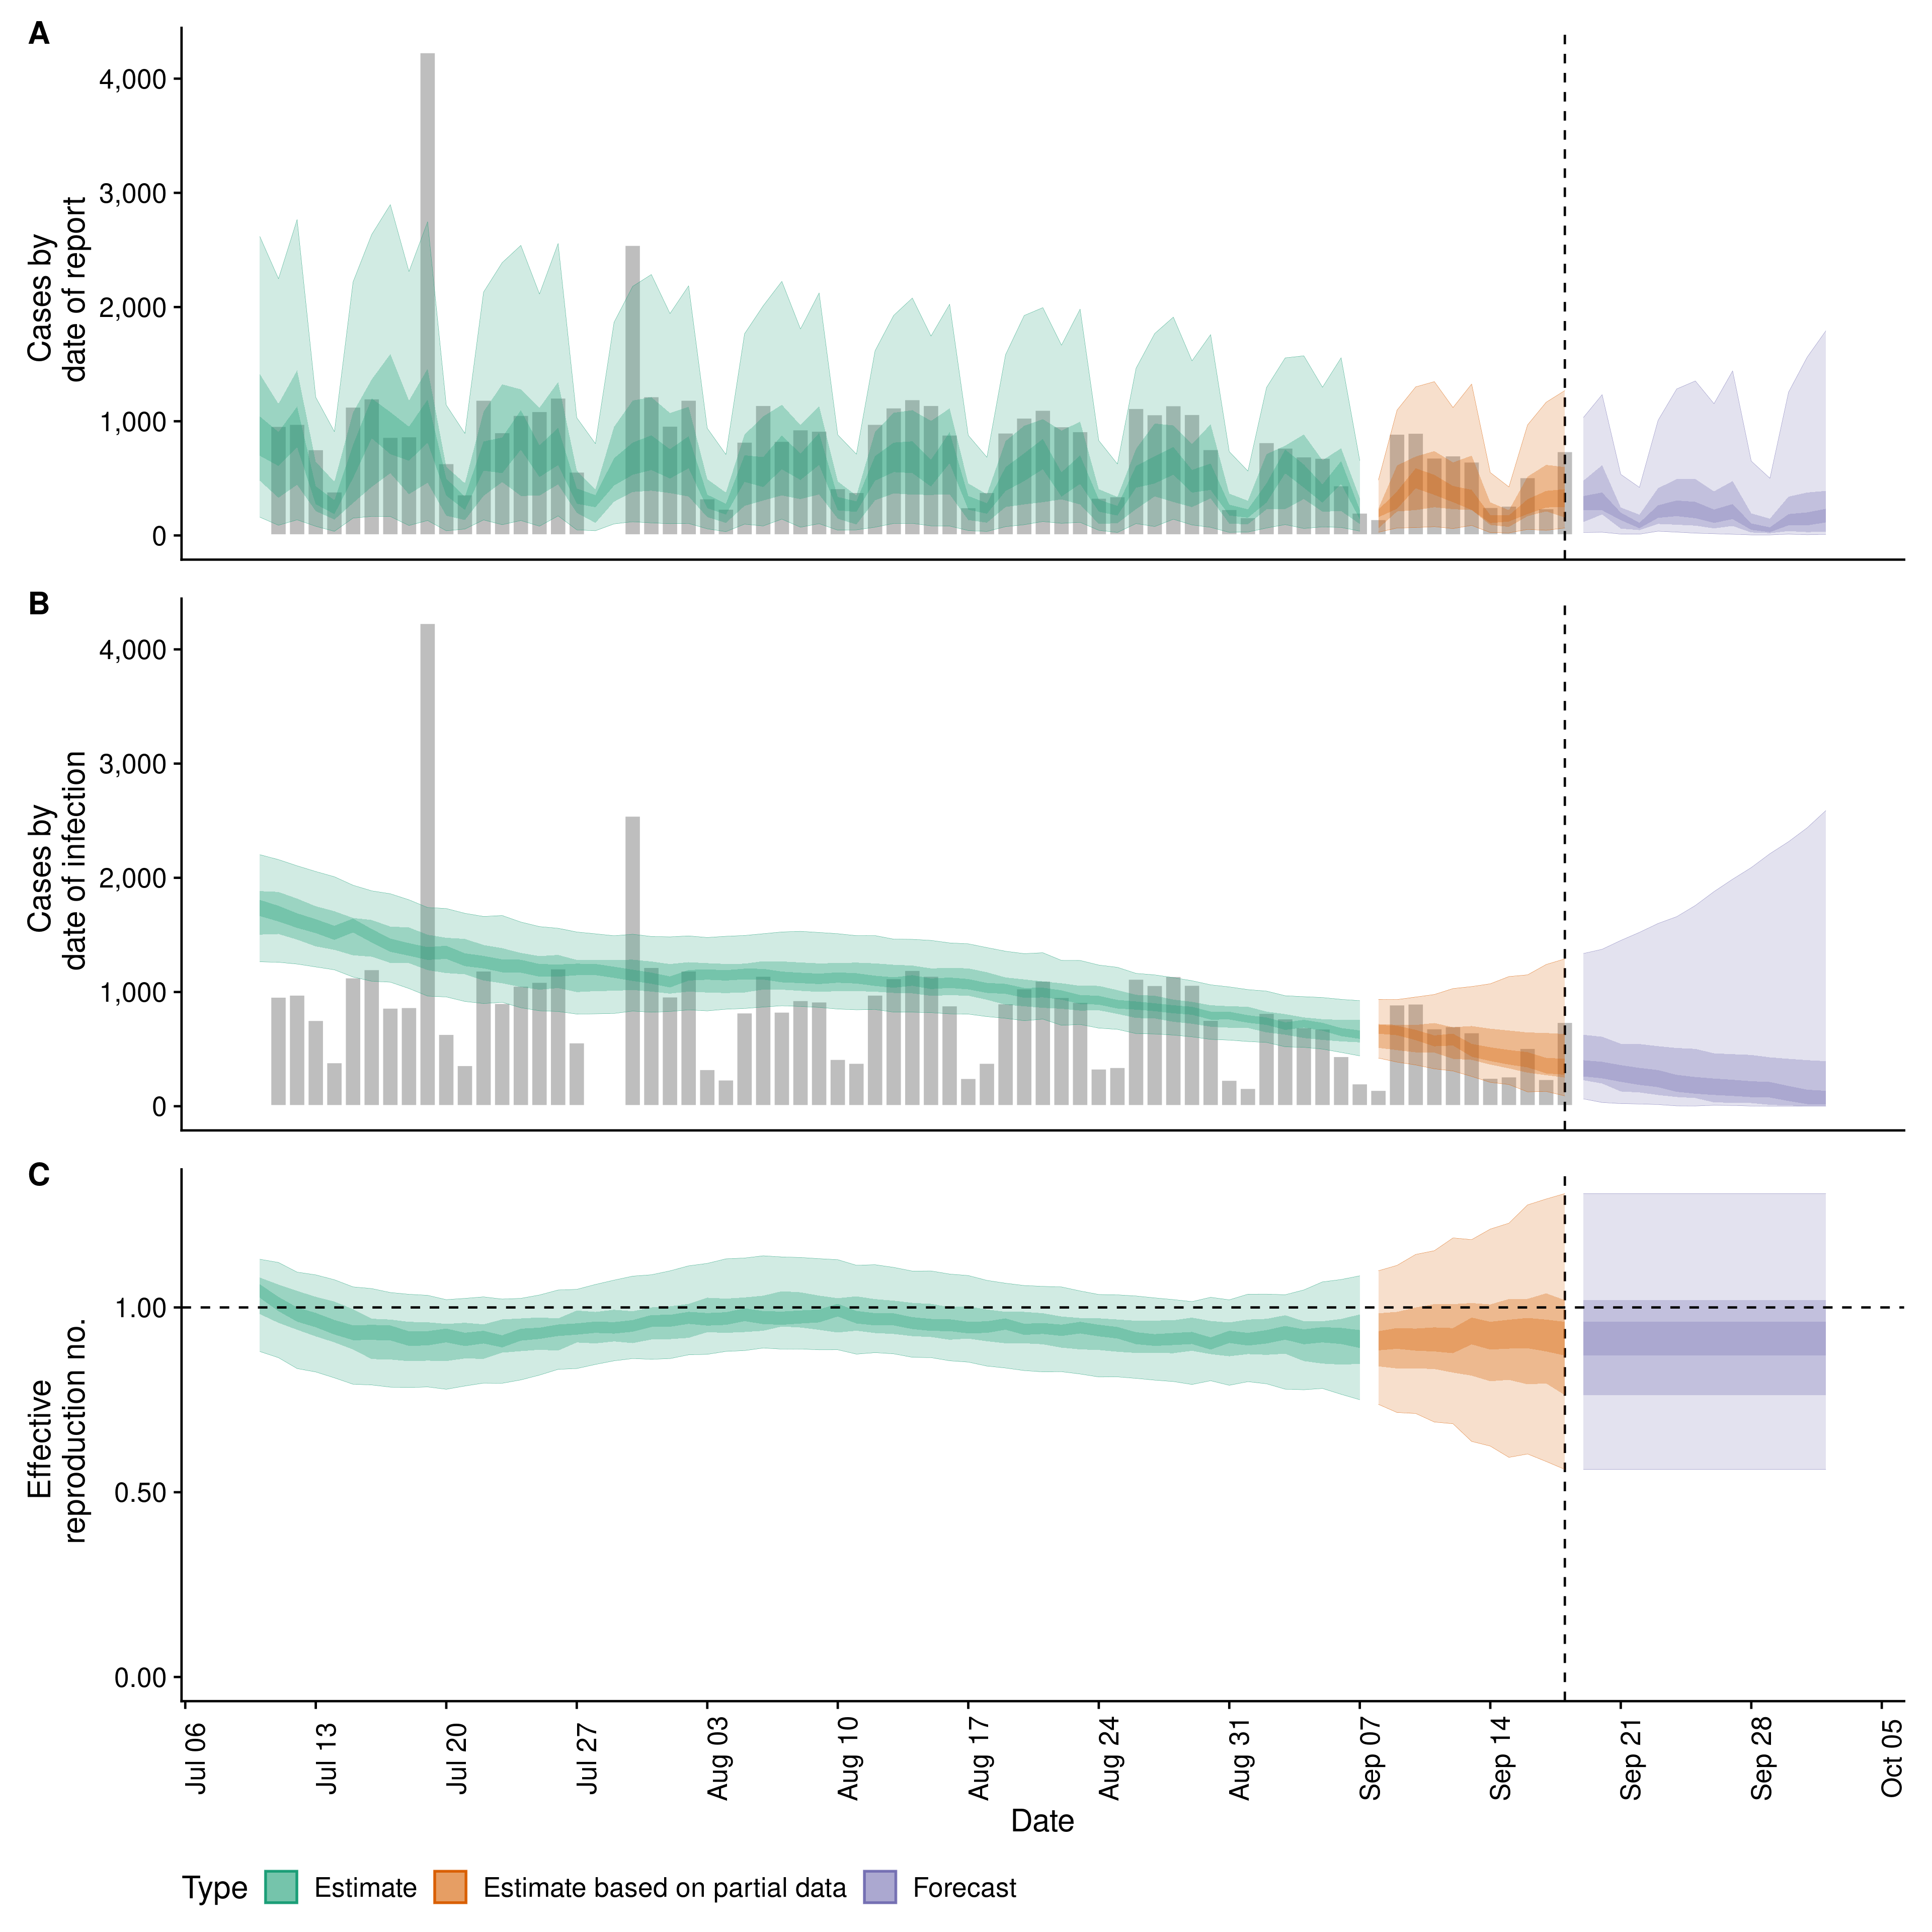 A
Cases by
date of report
4,000
3,000
2,000
1,000
0
B
Cases by
date of infection
4,000
3,000
2,000
1,000
0
C
Effective
reproduction no.
1.00
0.50
0.00
Jul 06
Jul 13
Jul 20
Jul 27
Aug 03
Aug 10
Aug 17
Aug 24
Aug 31
Sep 07
Sep 14
Sep 21
Sep 28
Oct 05
Date
Type Estimate Estimate based on partial data Forecast